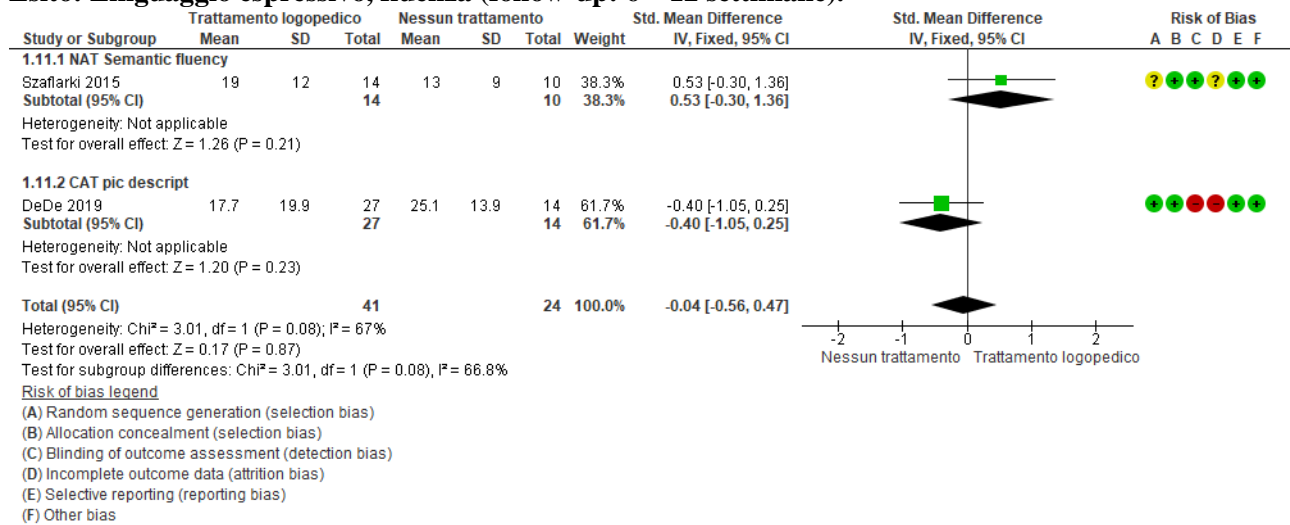 Esito: Linguaggio espressivo, fluenza (follow-up: – 12 settimane).
Trattamento logopedico Nessun trattamento Std. Mean Difference Std. Mean Difference Risk of Bias
Study or Subgroup Mean SD Total Mean SD Total Weight IV, Fixed, 95% CI IV, Fixed, 95% CI A B C D E F
1.11.1 NAT Semantic fluency
Szaflarki 2015 19 12 14 13 9 10 38.3% 0.53 [-0.30, 1.36] ? + + ? + +
Subtotal (95% CI) 14 10 38.3% 0.53 [-0.30, 1.36]
Heterogeneity: Not applicable
Test for overall effect: Z = 1.26 (P = 0.21)
1.11.2 CAT pic descript
DeDe 2019 17.7 19.9 27 25.1 13.9 14 61.7% -0.40 [-1.05, 0.25] + + - - + +
Subtotal (95% CI) 27 14 61.7% -0.40 [-1.05, 0.25]
Heterogeneity: Not applicable
Test for overall effect: Z = 1.20 (P = 0.23)
Total (95% CI) 41 24 100.0% -0.04 [-0.56, 0.47]
Heterogeneity: Chi² = 3.01, df = 1 (P = 0.08); I² = 67%
Test for overall effect: Z = 0.17 (P = 0.87)
Test for subgroup differences: Chi² = 3.01, df = 1 (P = 0.08), I² = 66.8%
-2 -1 0 1 2
Nessun trattamento Trattamento logopedico
Risk of bias legend
(A) Random sequence generation (selection bias)
(B) Allocation concealment (selection bias)
(C) Blinding of outcome assessment (detection bias)
(D) Incomplete outcome data (attrition bias)
(E) Selective reporting (reporting bias)
(F) Other bias